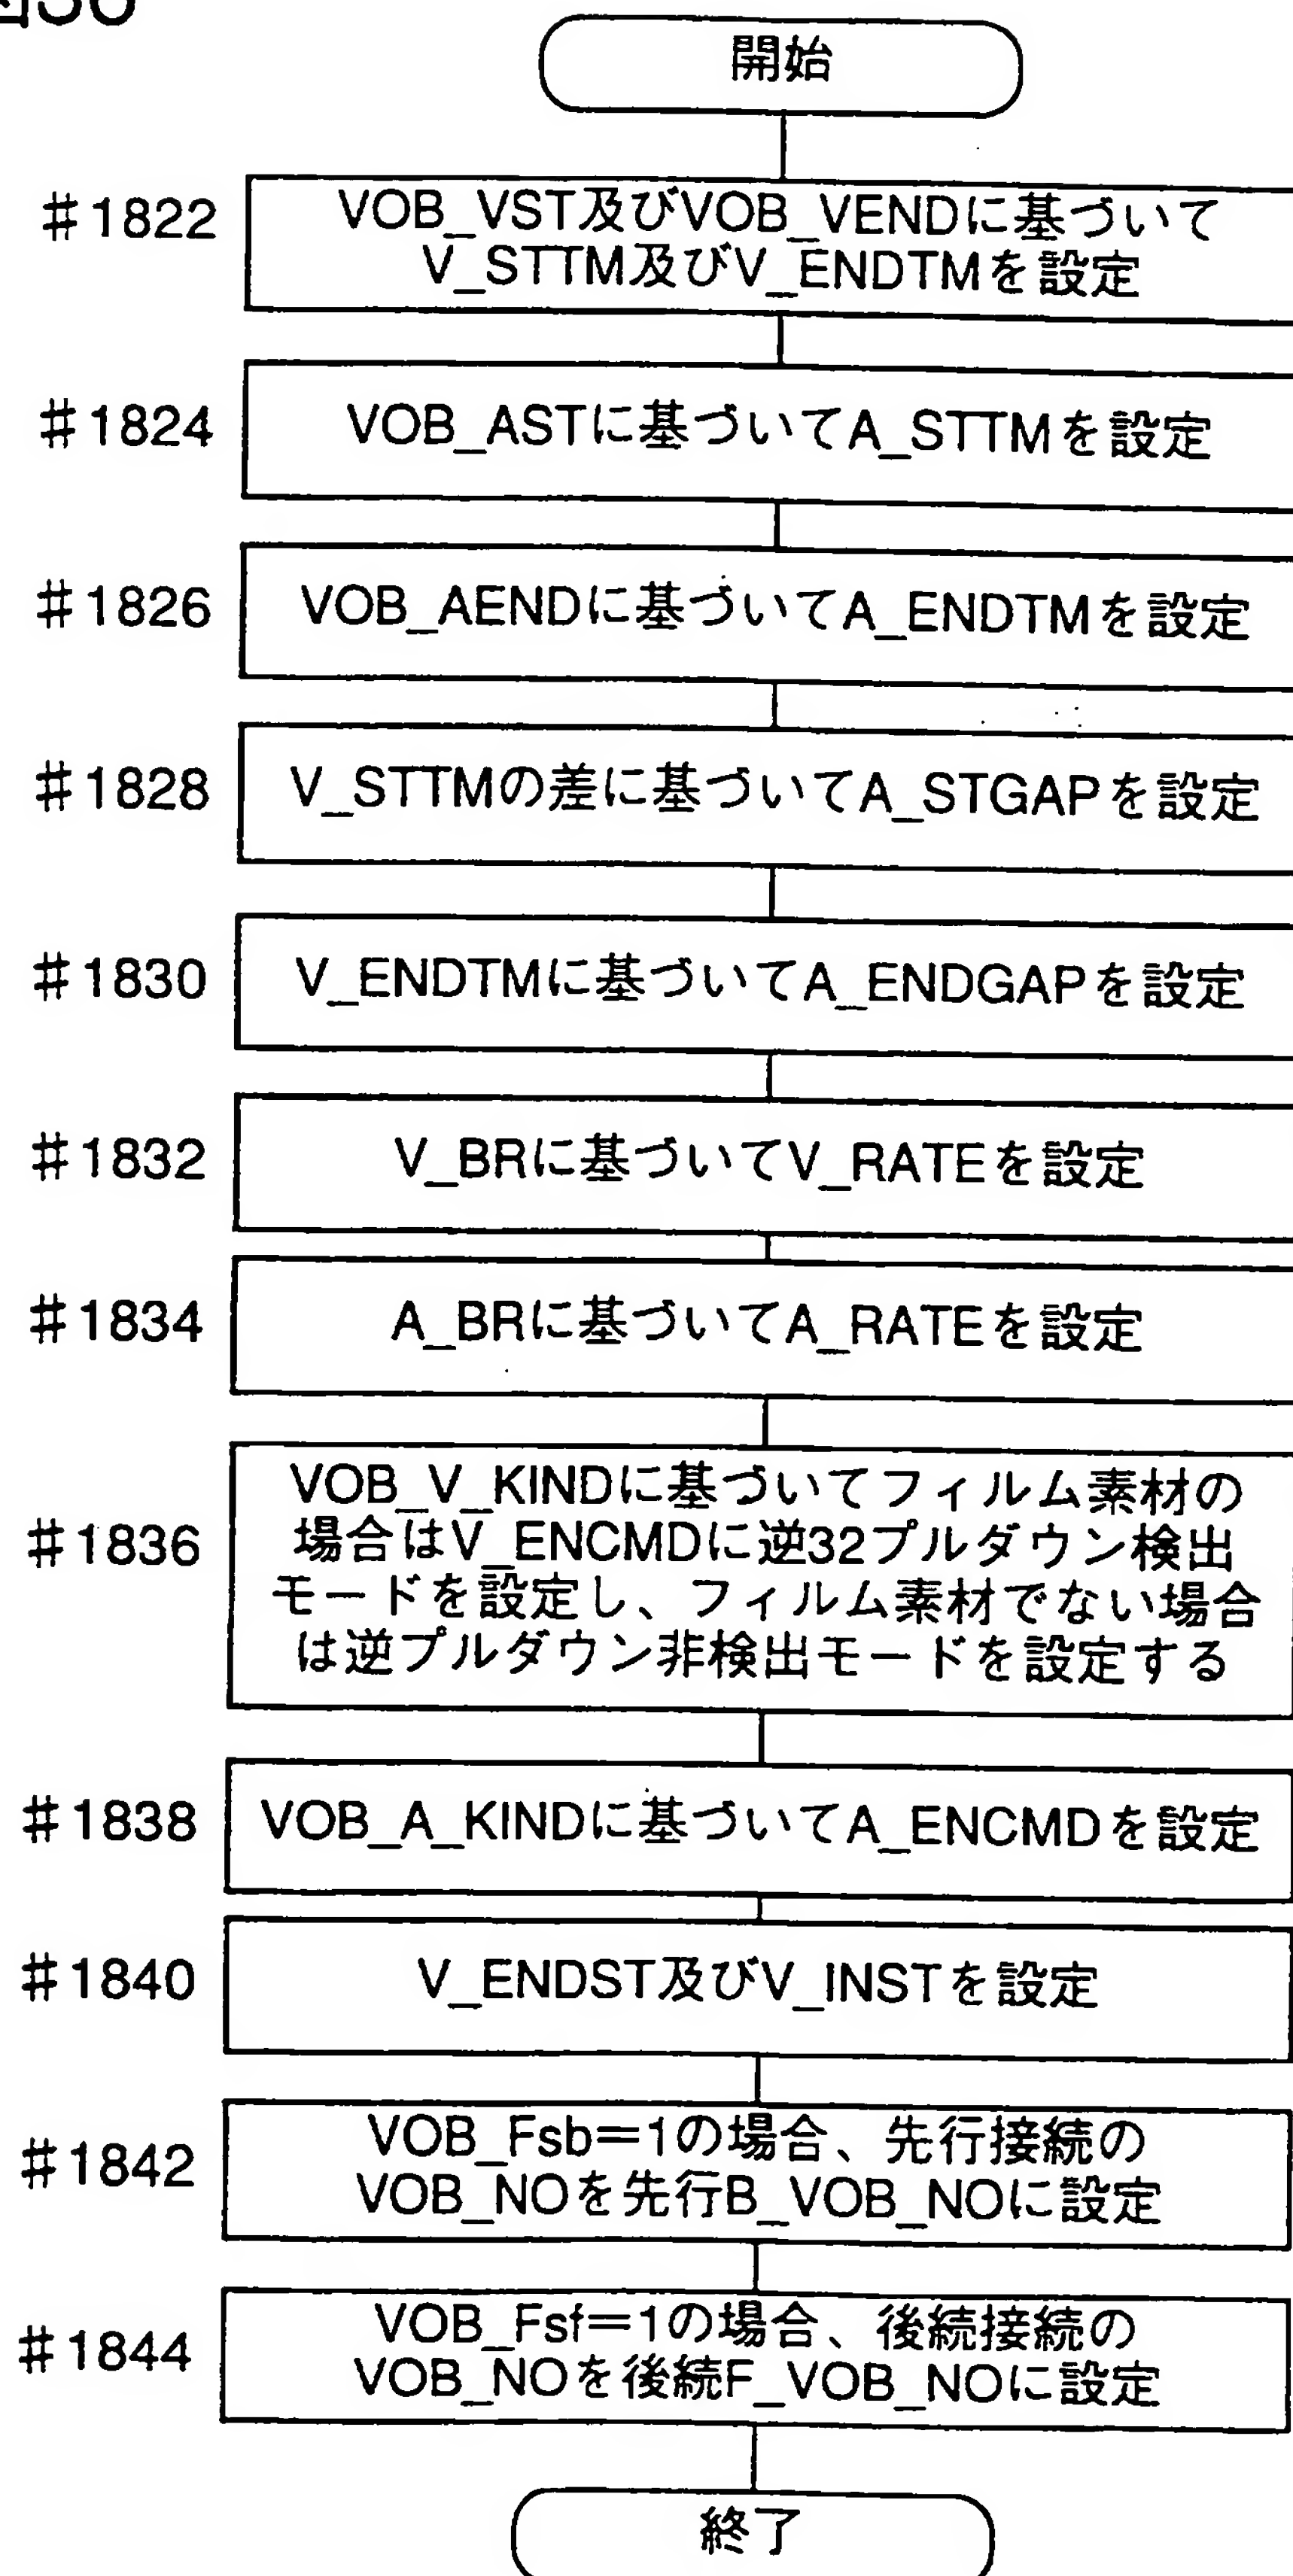 図56
開始
#1822
VOB_VST及びVOB_VENDに基づいて
V_STTM及びV_ENDTMを設定
#1824
VOB_ASTに基づいてA_STTMを設定
#1826
VOB_AENDに基づいてA_ENDTMを設定
#1828
V_STTMの差に基づいてA_STGAPを設定
#1830
V_ENDTMに基づいてA_ENDGAPを設定
#1832
V_BRに基づいてV_RATEを設定
#1834
A_BRに基づいてA_RATEを設定
#1836
VOB_V_KINDに基づいてフィルム素材の
場合はV_ENCMDに逆32プルダウン検出
モードを設定し、フィルム素材でない場合
は逆プルダウン非検出モードを設定する
#1838
VOB_A_KINDに基づいてA_ENCMDを設定
#1840
V_ENDST及びV_INSTを設定
#1842
VOB_Fsb=1の場合、先行接続の
VOB_NOを先行B_VOB_NOに設定
#1844
VOB_Fsf=1の場合、後続接続の
VOB_NOを後続F_VOB_NOに設定
終了